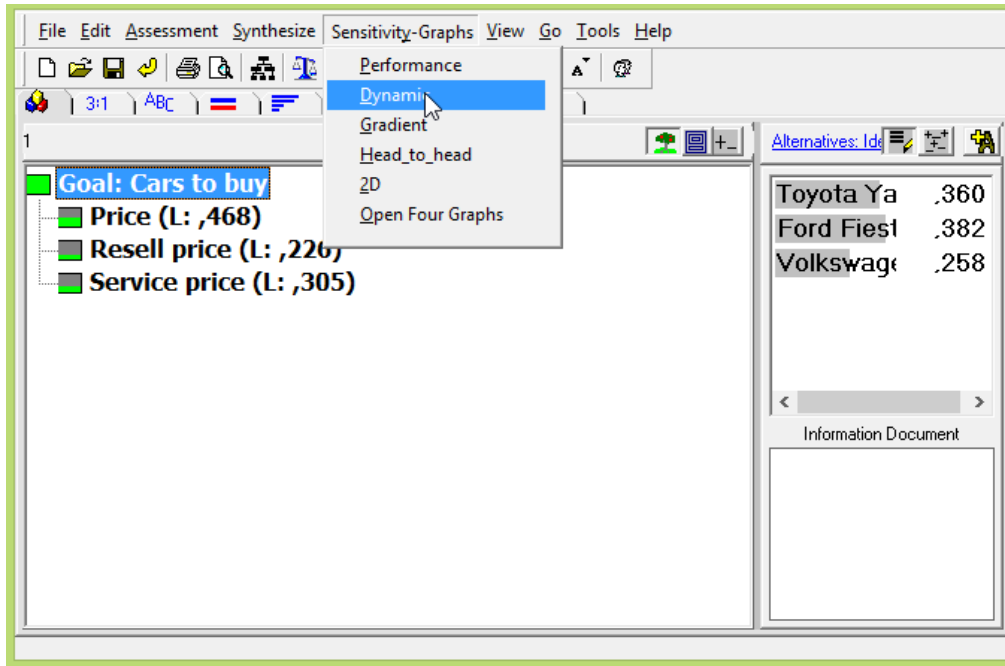 File Edit Assessment Synthesize Sensitivity-Graphs View Go Tools Help
Performance
Dynamic
Gradient
Head_to_head
2D
Open Four Graphs
3:1 ABC
1
Goal: Cars to buy
Price (L: ,468)
Resell price (L: ,226)
Service price (L: ,305)
Alternatives: Ide
Toyota Ya ,360
Ford Fiest ,382
Volkswage ,258
Information Document